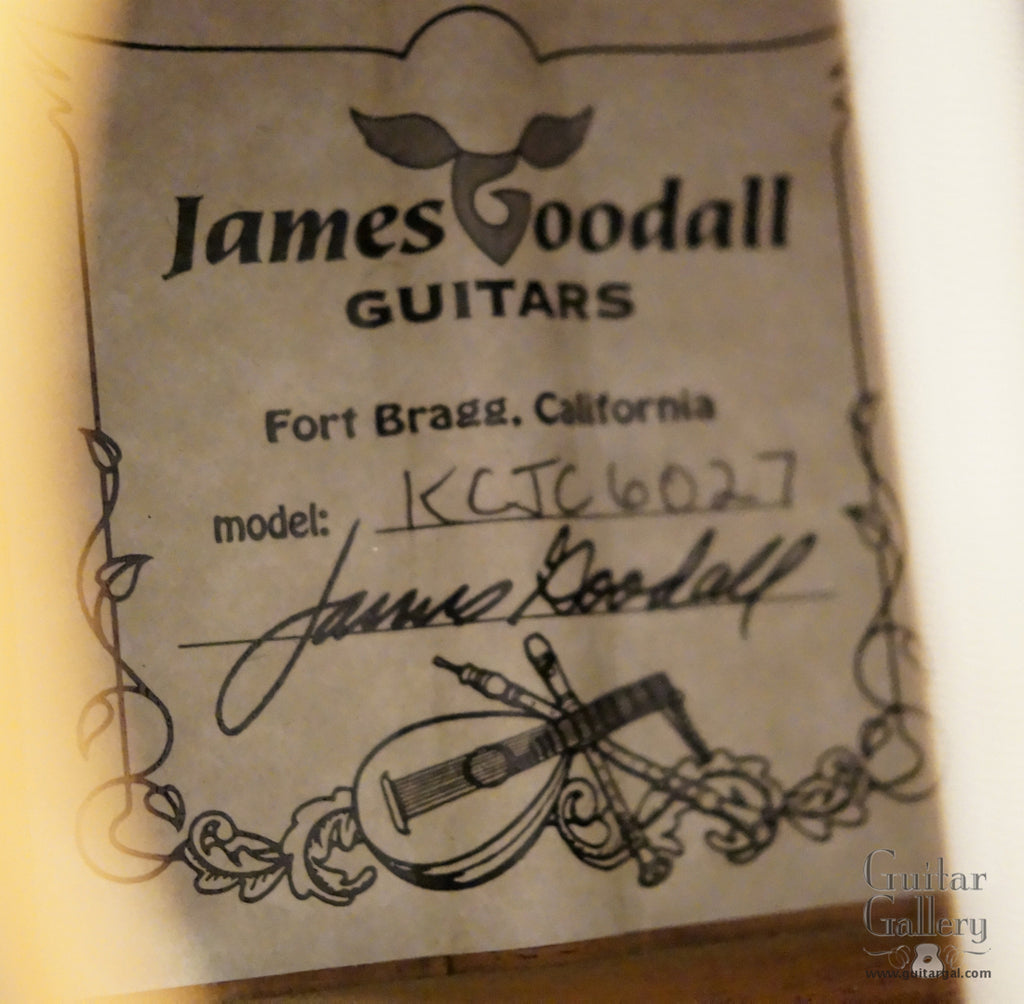 James Goodall
GUITARS
Fort Bragg, California
model: KCJC6027
James Goodall
Guitar
Gallery
www.guitargal.com